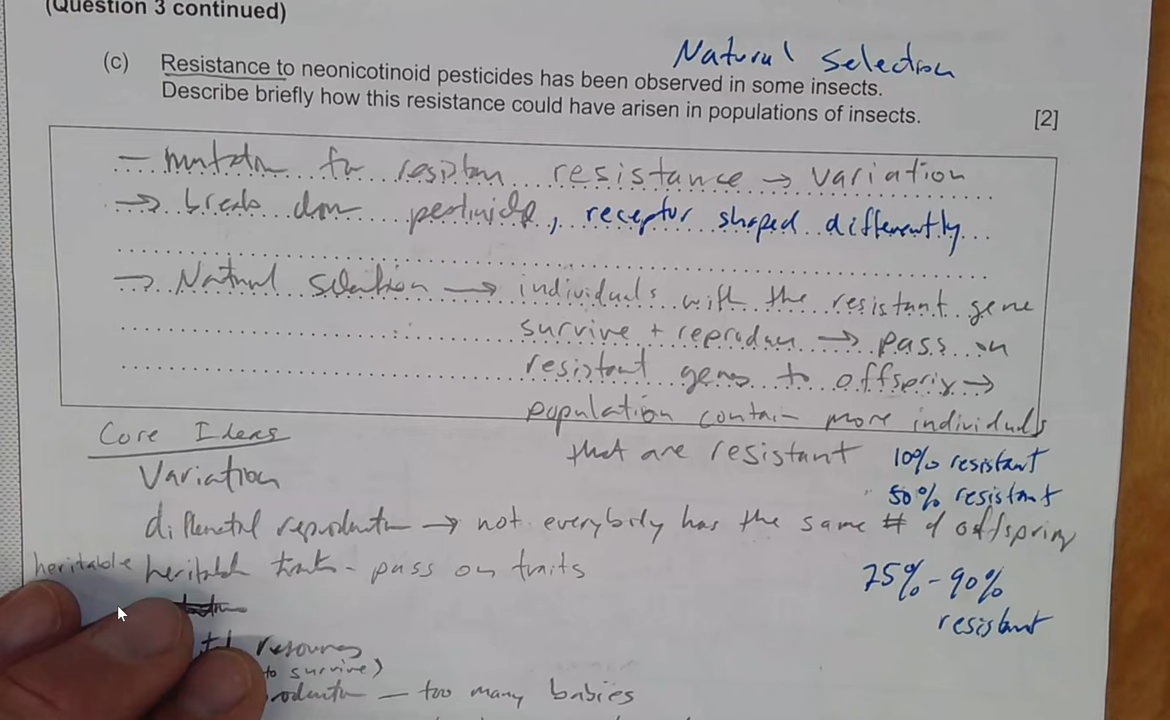 (Question 3 continued)
Natural Selection
(c) Resistance to neonicotinoid pesticides has been observed in some insects.
Describe briefly how this resistance could have arisen in populations of insects. [2]
– mutation for resistance → variation
→ break down pesticide, receptor shaped differently
→ Natural selection → individuals with the resistant gene
survive + reproduce → pass on
resistant genes to offspring →
population contain more individuals
that are resistant 10% resistant
50% resistant
Core Ideas
Variation
differential reproduction → not everybody has the same # of offspring
heritable heritable traits - pass on traits
75% - 90%
resistant
resources
to survive)
– too many babies